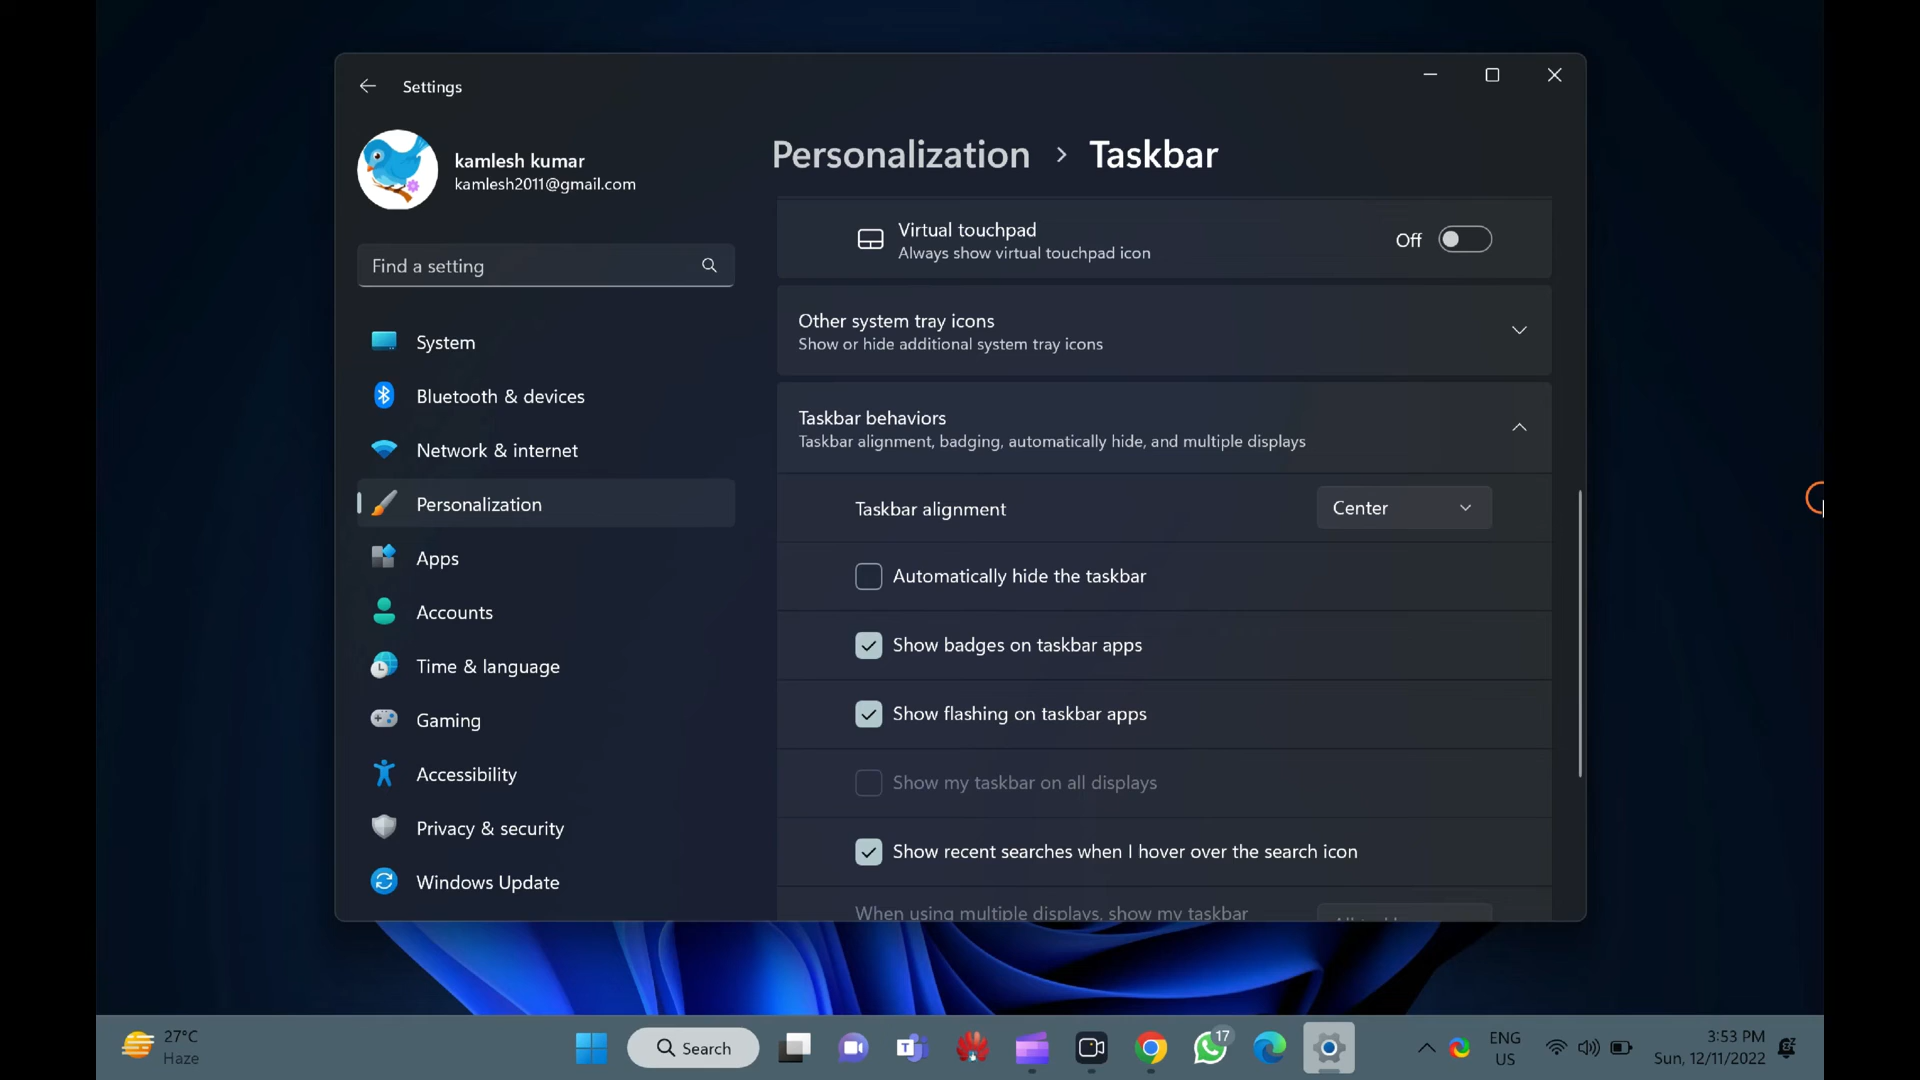 Settings
kamlesh kumar
kamlesh2011@gmail.com
Find a setting
System
Bluetooth & devices
Network & internet
Personalization
Apps
Accounts
Time & language
Gaming
Accessibility
Privacy & security
Windows Update
Personalization > Taskbar
Virtual touchpad
Always show virtual touchpad icon
Off
Other system tray icons
Show or hide additional system tray icons
Taskbar behaviors
Taskbar alignment, badging, automatically hide, and multiple displays
Taskbar alignment
Center
Automatically hide the taskbar
Show badges on taskbar apps
Show flashing on taskbar apps
Show my taskbar on all displays
Show recent searches when I hover over the search icon
When using multiple displays, show my taskbar
27°C
Haze
Search
T
17
ENG
US
3:53 PM
Sun, 12/11/2022